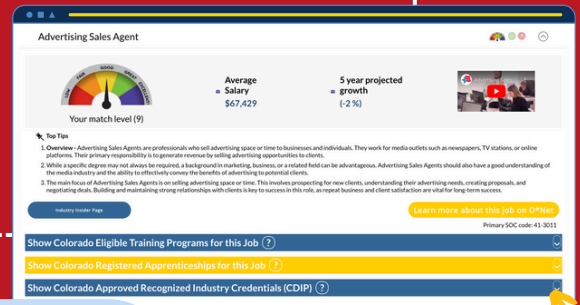 Advertising Sales Agent
LOW
FAIR
GOOD
GREAT
EXCELLENT
Your match level (9)
Average
Salary
$67,429
5 year projected
growth
(-2 %)
Top Tips
1. Overview - Advertising Sales Agents are professionals who sell advertising space or time to businesses and individuals. They work for media outlets such as newspapers, TV stations, or online
platforms. Their primary responsibility is to generate revenue by selling advertising opportunities to clients.
2. While a specific degree may not always be required, a background in marketing, business, or a related field can be advantageous. Advertising Sales Agents should also have a good understanding of
the media industry and the ability to effectively convey the benefits of advertising to potential clients.
3. The main focus of Advertising Sales Agents is on selling advertising space or time. This involves prospecting for new clients, understanding their advertising needs, creating proposals, and
negotiating deals. Building and maintaining strong relationships with clients is key to success in this role, as repeat business and client satisfaction are vital for long-term success.
Industry Insider Page
Learn more about this job on O*Net
Primary SOC code: 41-3011
Show Colorado Eligible Training Programs for this Job ?
Show Colorado Registered Apprenticeships for this Job ?
Show Colorado Approved Recognized Industry Credentials (CDIP) ?